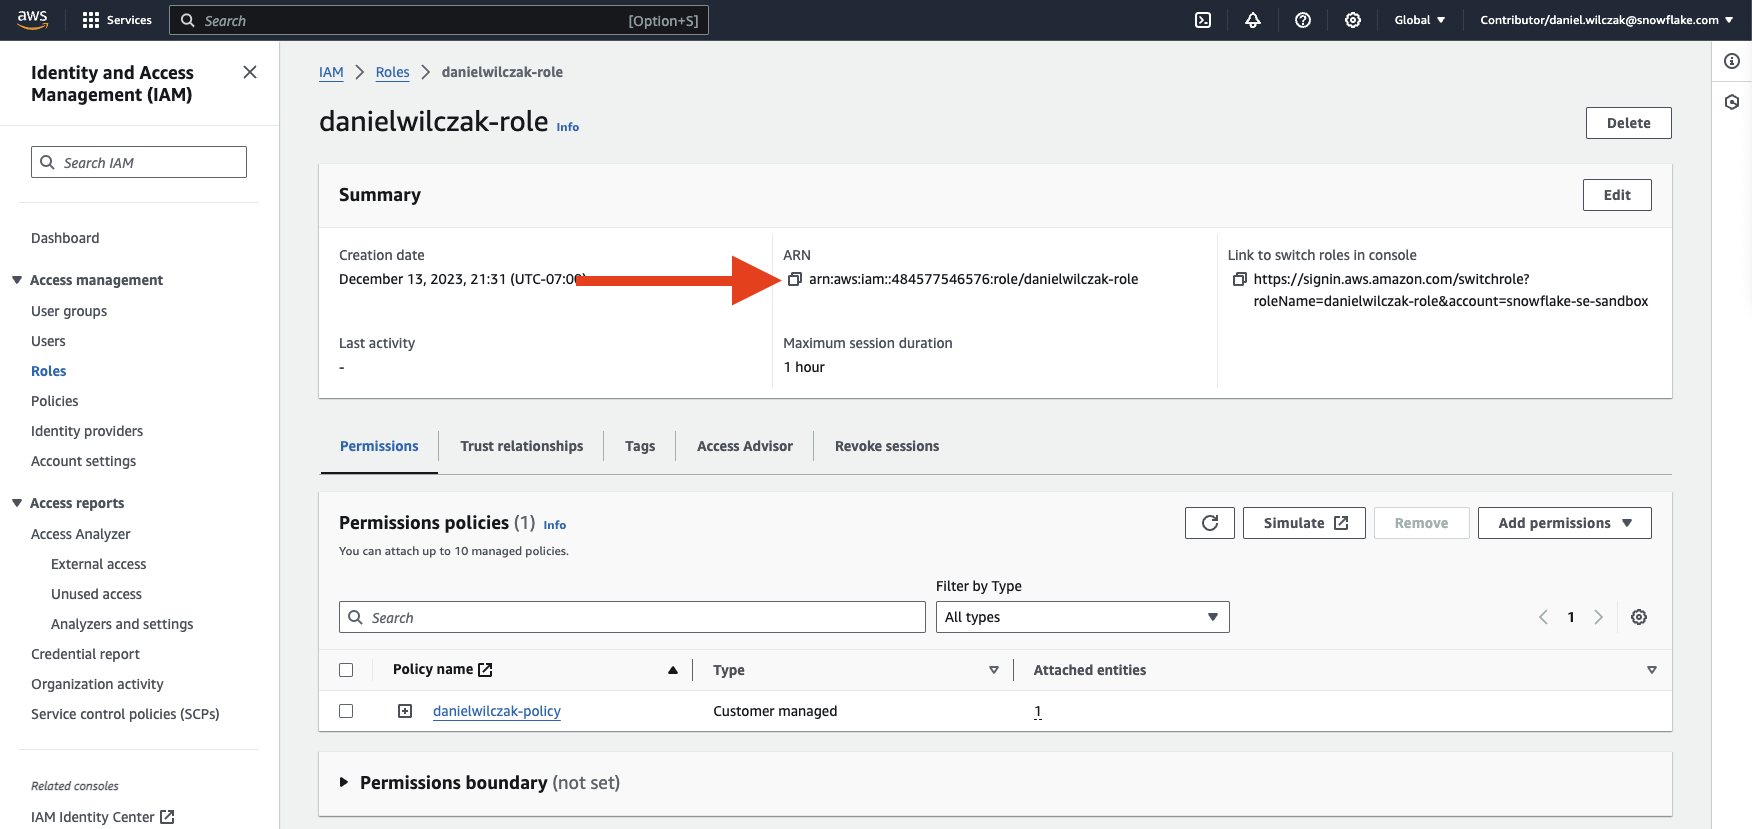 aws
Services
Search
[Option+S]
Global
Contributor/daniel.wilczak@snowflake.com
Identity and Access
Management (IAM)
Search IAM
Dashboard
Access management
User groups
Users
Roles
Policies
Identity providers
Account settings
Access reports
Access Analyzer
External access
Unused access
Analyzers and settings
Credential report
Organization activity
Service control policies (SCPs)
Related consoles
IAM Identity Center
IAM > Roles > danielwilczak-role
danielwilczak-role Info
Delete
Summary
Edit
Creation date
December 13, 2023, 21:31 (UTC-07:00)
ARN
arn:aws:iam::484577546576:role/danielwilczak-role
Link to switch roles in console
https://signin.aws.amazon.com/switchrole?
roleName=danielwilczak-role&account=snowflake-se-sandbox
Last activity
-
Maximum session duration
1 hour
Permissions
Trust relationships
Tags
Access Advisor
Revoke sessions
Permissions policies (1) Info
You can attach up to 10 managed policies.
Simulate
Remove
Add permissions
Filter by Type
Search
All types
1
Policy name
Type
Attached entities
danielwilczak-policy
Customer managed
1
Permissions boundary (not set)